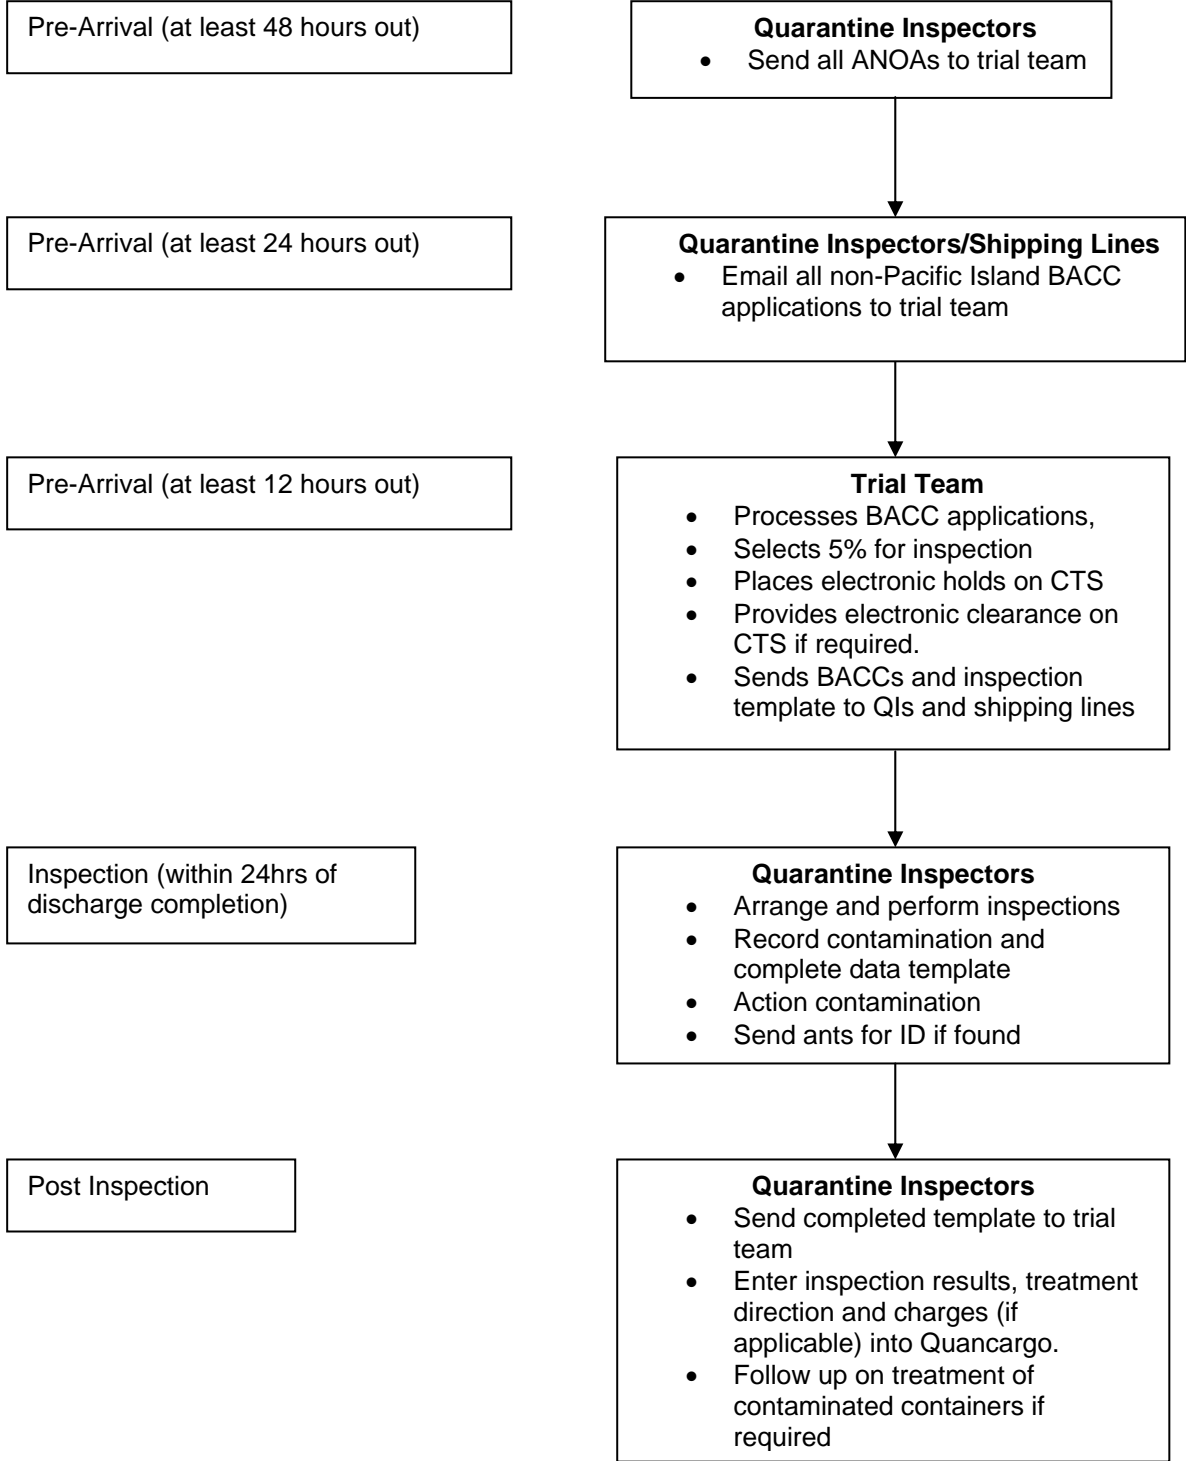 Pre-Arrival (at least 48 hours out)
Quarantine Inspectors
• Send all ANOAs to trial team
Pre-Arrival (at least 24 hours out)
Quarantine Inspectors/Shipping Lines
• Email all non-Pacific Island BACC
applications to trial team
Pre-Arrival (at least 12 hours out)
Trial Team
• Processes BACC applications,
• Selects 5% for inspection
• Places electronic holds on CTS
• Provides electronic clearance on
CTS if required.
• Sends BACCs and inspection
template to QIs and shipping lines
Inspection (within 24hrs of
discharge completion)
Quarantine Inspectors
• Arrange and perform inspections
• Record contamination and
complete data template
• Action contamination
• Send ants for ID if found
Post Inspection
Quarantine Inspectors
• Send completed template to trial
team
• Enter inspection results, treatment
direction and charges (if
applicable) into Quancargo.
• Follow up on treatment of
contaminated containers if
required